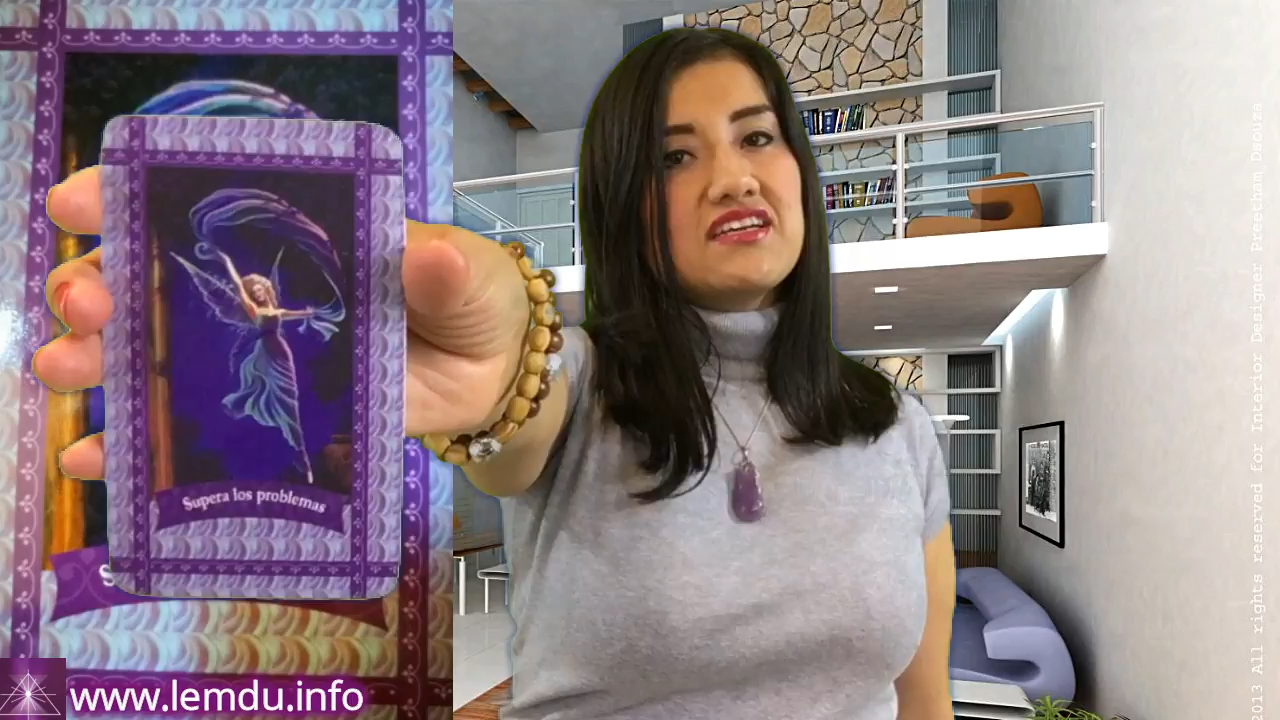 Supera los problemas
S
www.lemdu.info
2013 All rights reserved for Interior Designer Preetham Dsouza